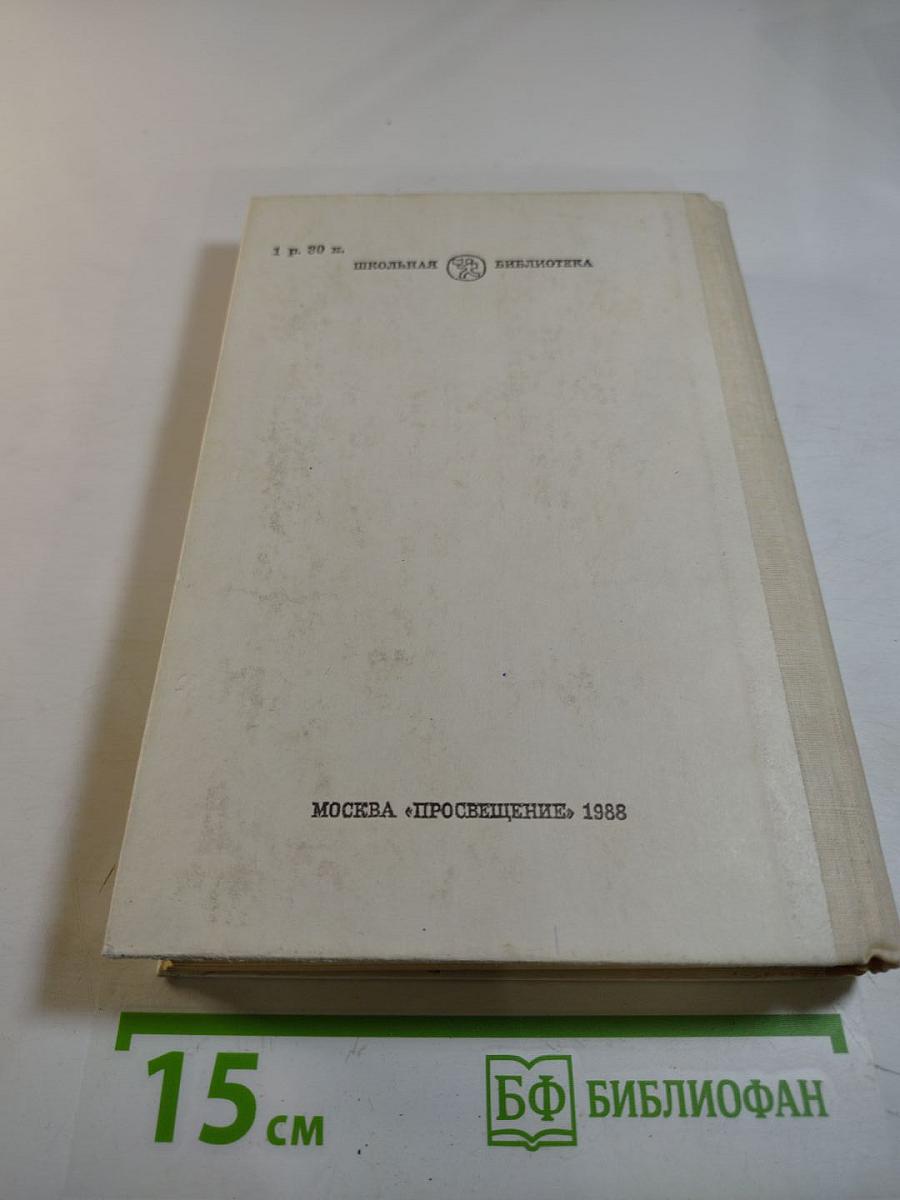 1 р. 20 к.
ШКОЛЬНАЯ БИБЛИОТЕКА
МОСКВА «ПРОСВЕЩЕНИЕ» 1988
15 см
БФ БИБЛИОФАН